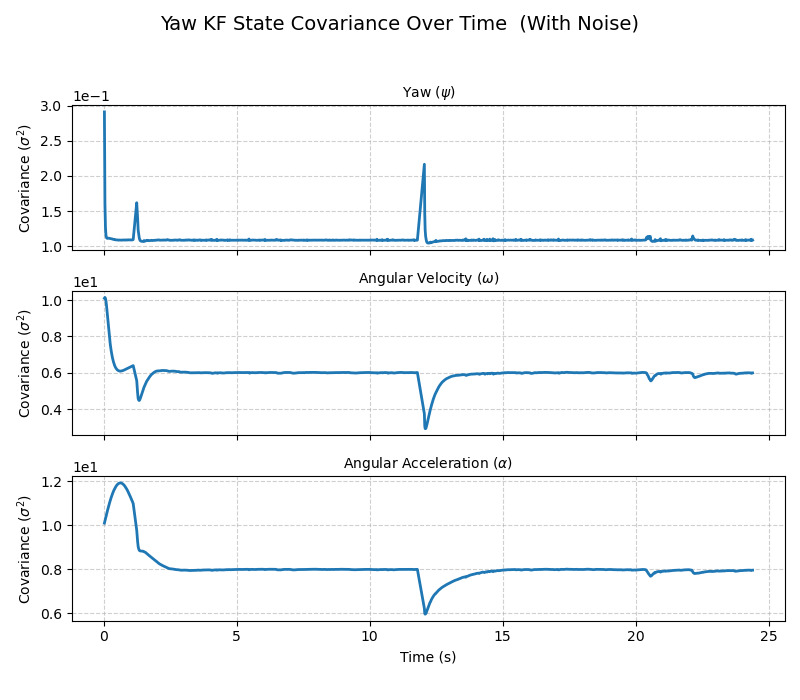 Yaw KF State Covariance Over Time  (With Noise)
1e−1
Yaw (ψ)
3.0
2.5
2.0
1.5
1.0
Covariance (σ²)
1e1
Angular Velocity (ω)
1.0
0.8
0.6
0.4
Covariance (σ²)
1e1
Angular Acceleration (α)
1.2
1.0
0.8
0.6
Covariance (σ²)
0 5 10 15 20 25
Time (s)